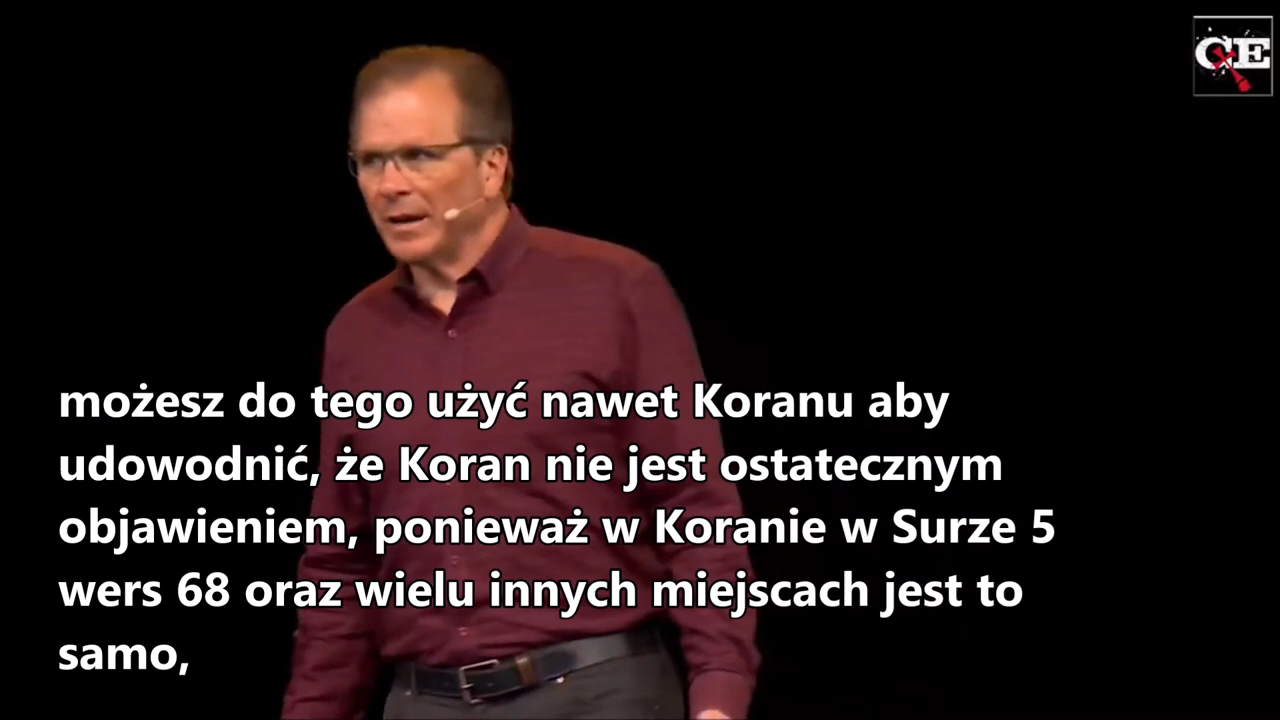 CE
możesz do tego użyć nawet Koranu aby
udowodnić, że Koran nie jest ostatecznym
objawieniem, ponieważ w Koranie w Surze 5
wers 68 oraz wielu innych miejscach jest to
samo,